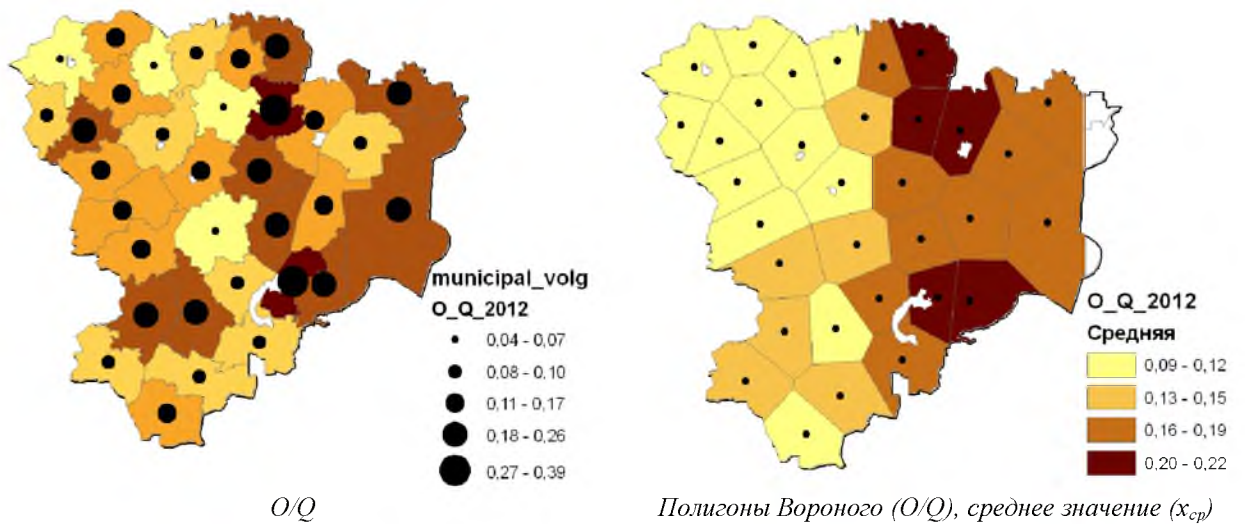 municipal_volg
O_Q_2012
0,04 - 0,07
0,08 - 0,10
0,11 - 0,17
0,18 - 0,26
0,27 - 0,39
O/Q
O_Q_2012
Средняя
0,09 - 0,12
0,13 - 0,15
0,16 - 0,19
0,20 - 0,22
Полигоны Вороного (O/Q), среднее значение (xср)